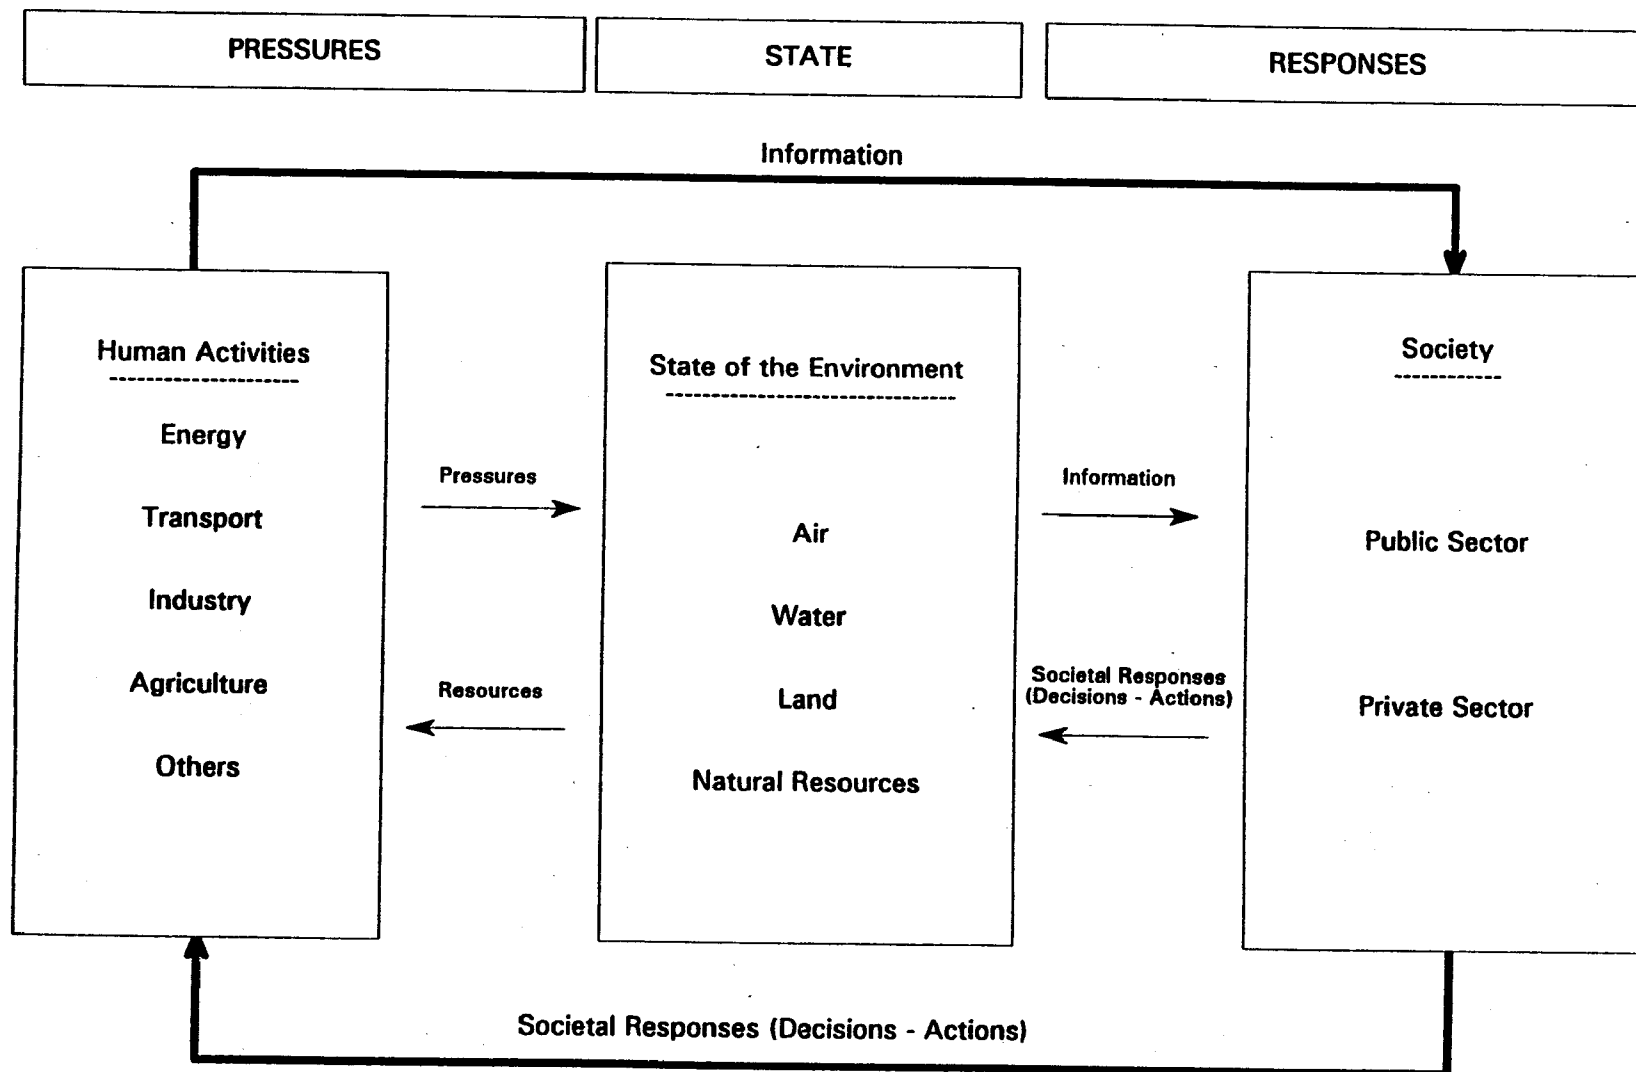 PRESSURES
STATE
RESPONSES
Information
Human Activities
Energy
Transport
Industry
Agriculture
Others
Pressures
Resources
State of the Environment
Air
Water
Land
Natural Resources
Information
Societal Responses
(Decisions - Actions)
Society
Public Sector
Private Sector
Societal Responses (Decisions - Actions)